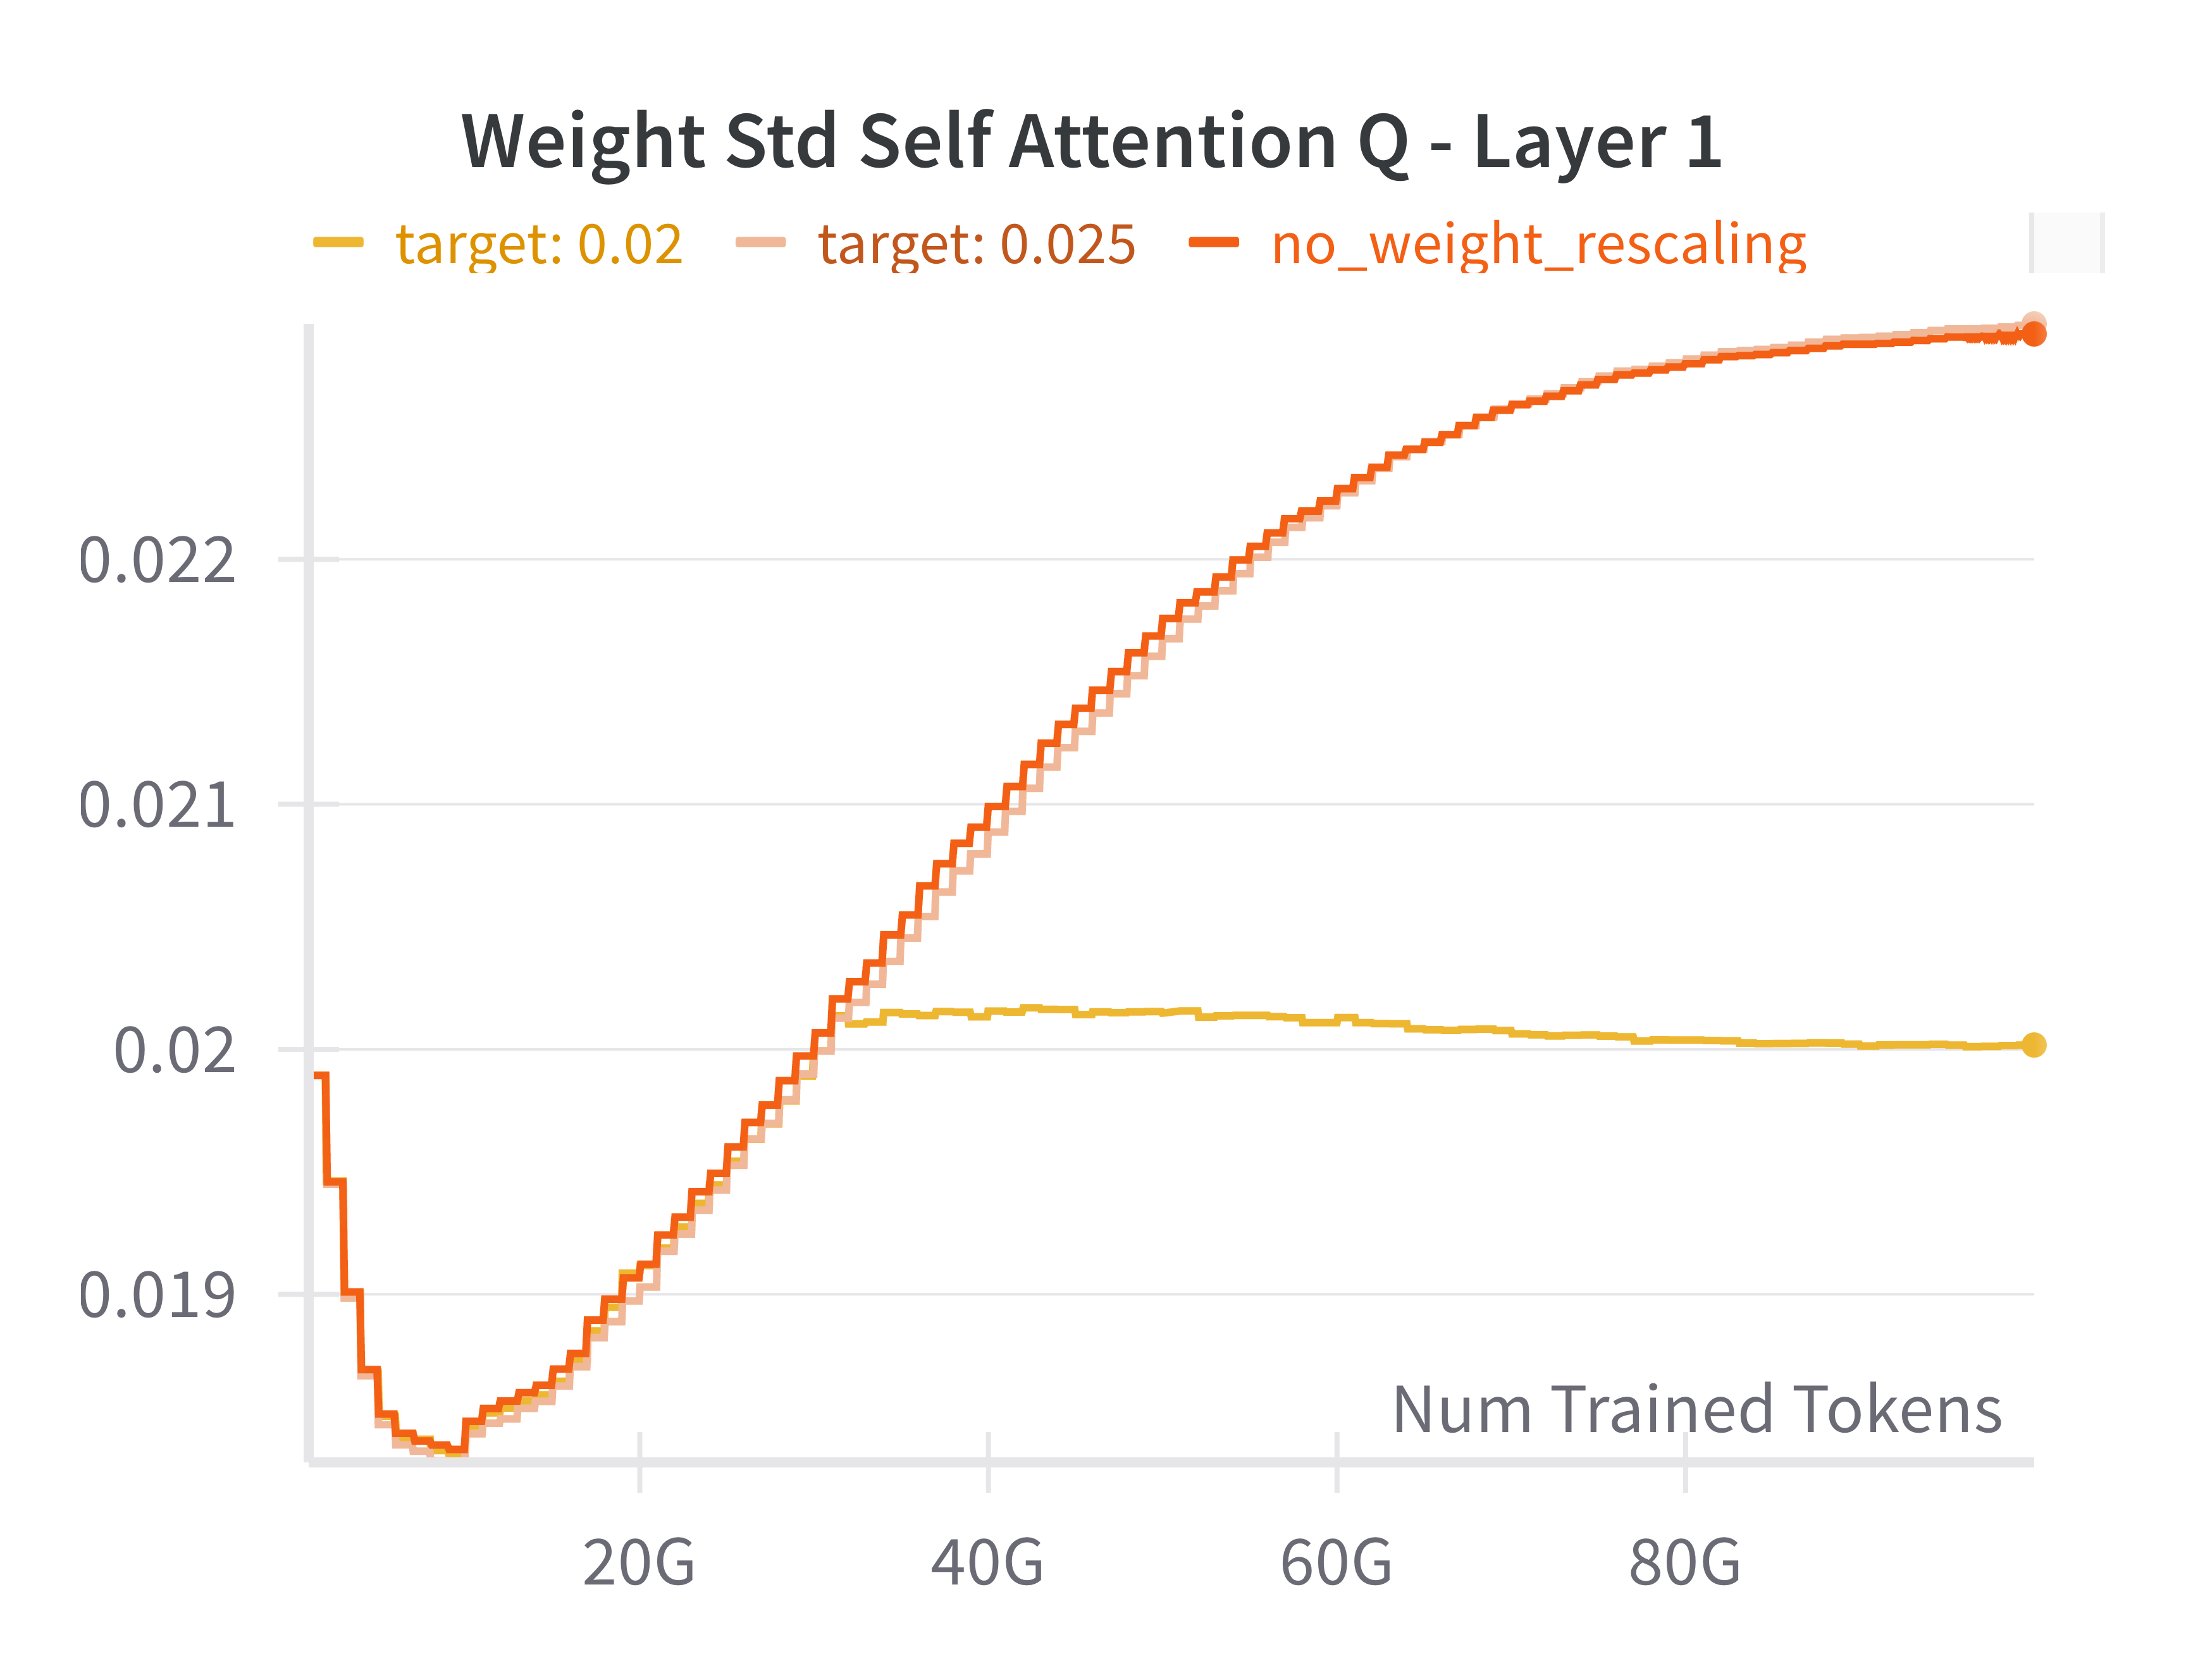 Weight Std Self Attention Q - Layer 1
target: 0.02 target: 0.025 no_weight_rescaling
0.022
0.021
0.02
0.019
Num Trained Tokens
20G 40G 60G 80G